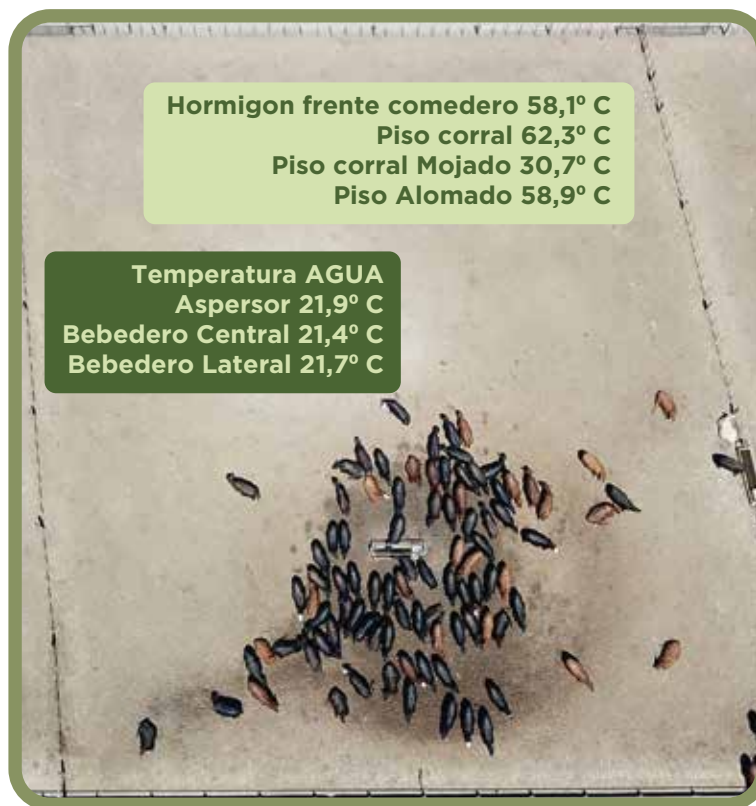 Hormigon frente comedero 58,1º C
Piso corral 62,3º C
Piso corral Mojado 30,7º C
Piso Alomado 58,9º C
Temperatura AGUA
Aspersor 21,9º C
Bebedero Central 21,4º C
Bebedero Lateral 21,7º C